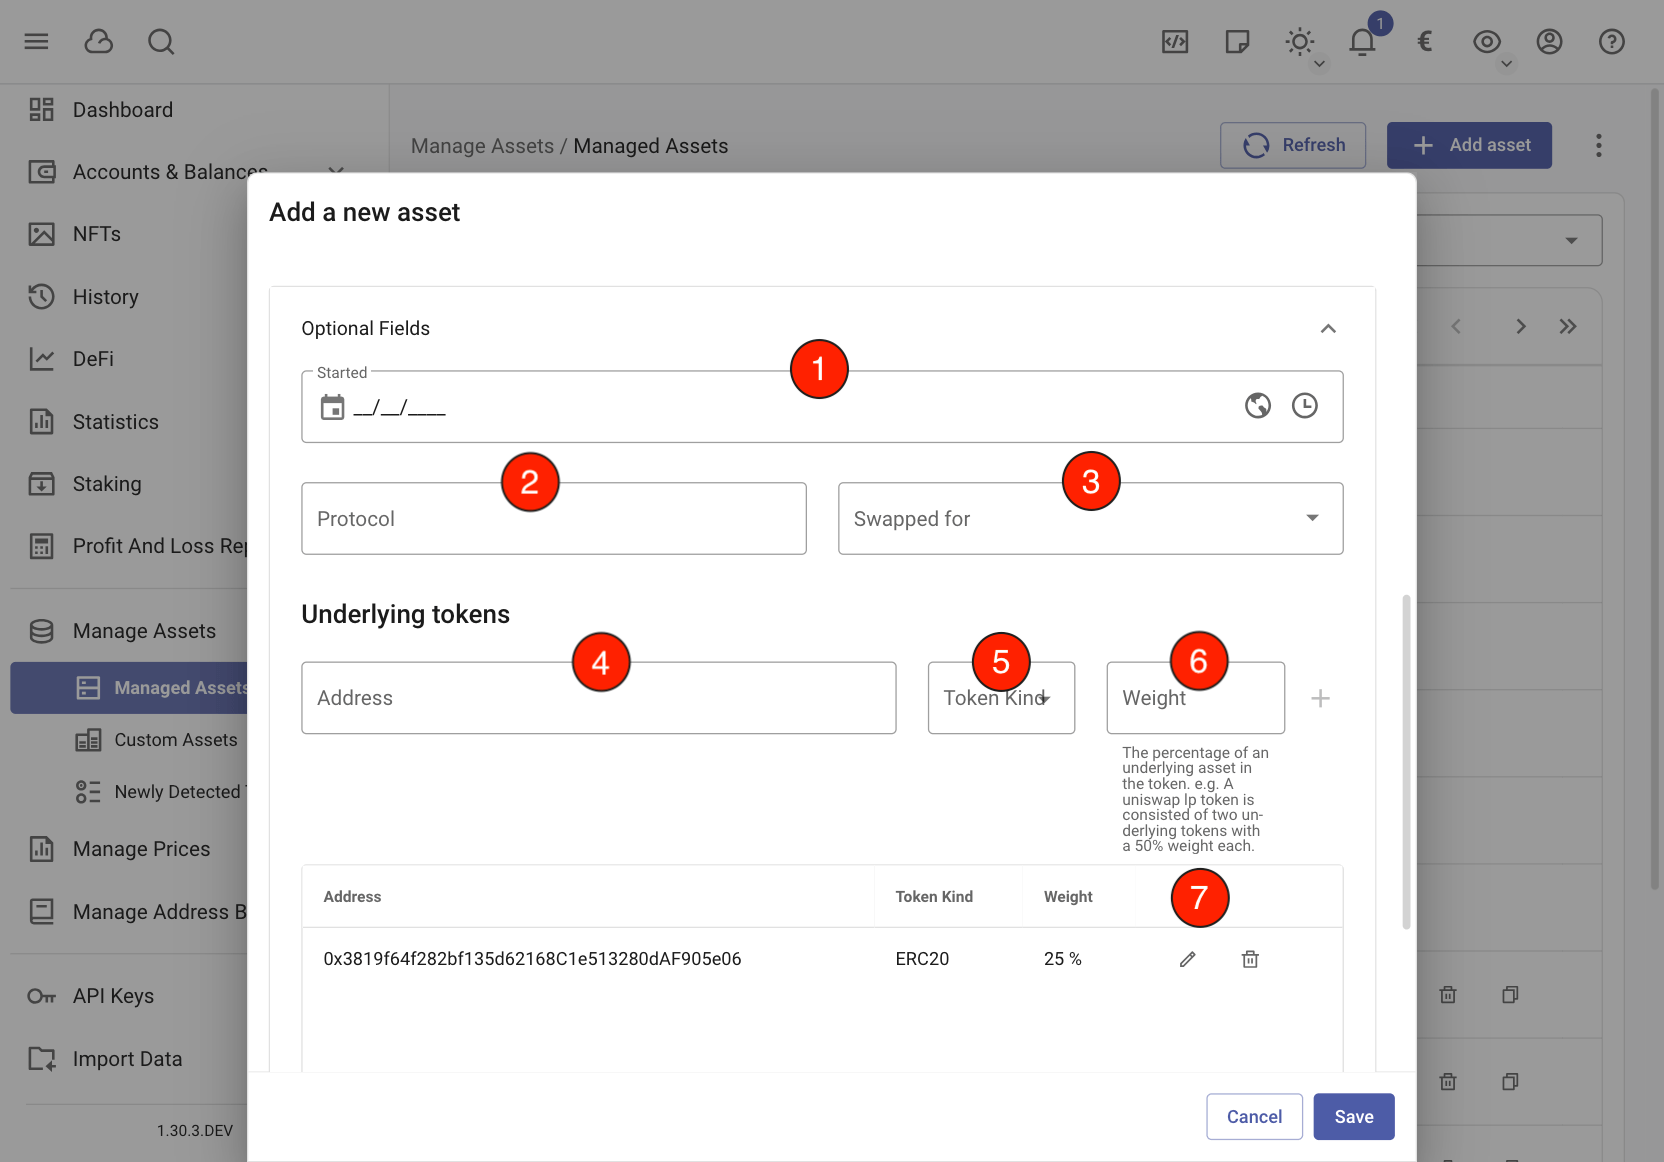 1
€
Dashboard
Accounts & Balances
NFTs
History
DeFi
Statistics
Staking
Profit And Loss Rep
Manage Assets
Managed Assets
Custom Assets
Newly Detected
Manage Prices
Manage Address B
API Keys
Import Data
1.30.3.DEV
Manage Assets / Managed Assets
Refresh
Add asset
Add a new asset
Optional Fields
1
Started
__/__/____
2
Protocol
3
Swapped for
Underlying tokens
4
Address
5
Token Kind
6
Weight
The percentage of an
underlying asset in
the token. e.g. A
uniswap lp token is
consisted of two un-
derlying tokens with
a 50% weight each.
Address
Token Kind
Weight
7
0x3819f64f282bf135d62168C1e513280dAF905e06
ERC20
25 %
Cancel
Save